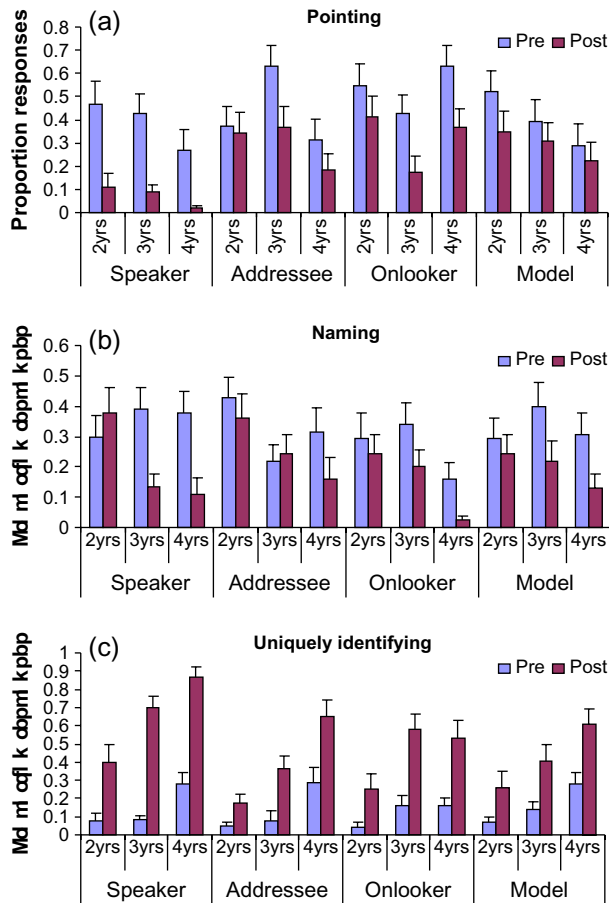 (a)
Pointing
Pre
Post
Proportion responses
0.8
0.7
0.6
0.5
0.4
0.3
0.2
0.1
0
2yrs 3yrs 4yrs 2yrs 3yrs 4yrs 2yrs 3yrs 4yrs 2yrs 3yrs 4yrs
Speaker Addressee Onlooker Model
(b)
Naming
Pre
Post
0.6
0.5
0.4
0.3
0.2
0.1
0
2yrs 3yrs 4yrs 2yrs 3yrs 4yrs 2yrs 3yrs 4yrs 2yrs 3yrs 4yrs
Speaker Addressee Onlooker Model
(c)
Uniquely identifying
Pre
Post
1
0.9
0.8
0.7
0.6
0.5
0.4
0.3
0.2
0.1
0
2yrs 3yrs 4yrs 2yrs 3yrs 4yrs 2yrs 3yrs 4yrs 2yrs 3yrs 4yrs
Speaker Addressee Onlooker Model